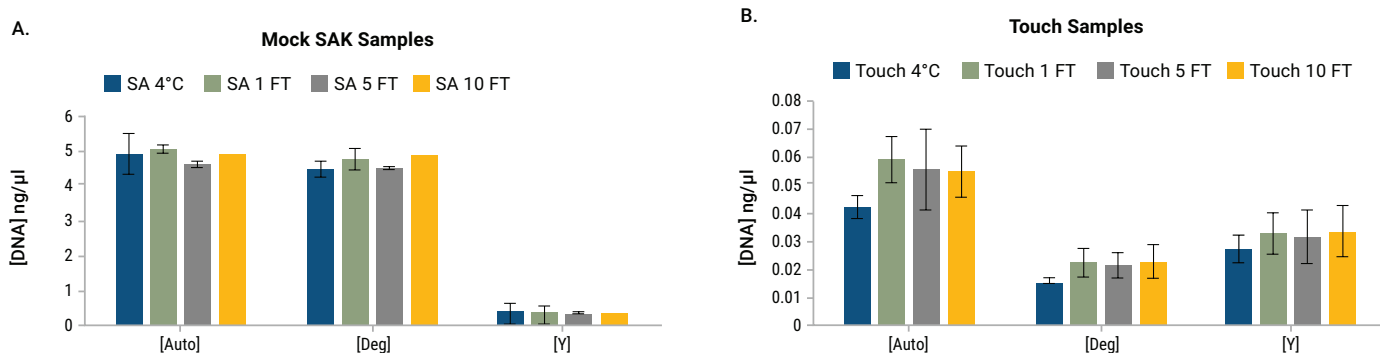 A.
Mock SAK Samples
SA 4°C SA 1 FT SA 5 FT SA 10 FT
6
5
4
3
2
1
0
[DNA] ng/µl
[Auto] [Deg] [Y]
B.
Touch Samples
Touch 4°C Touch 1 FT Touch 5 FT Touch 10 FT
0.08
0.07
0.06
0.05
0.04
0.03
0.02
0.01
0
[DNA] ng/µl
[Auto] [Deg] [Y]